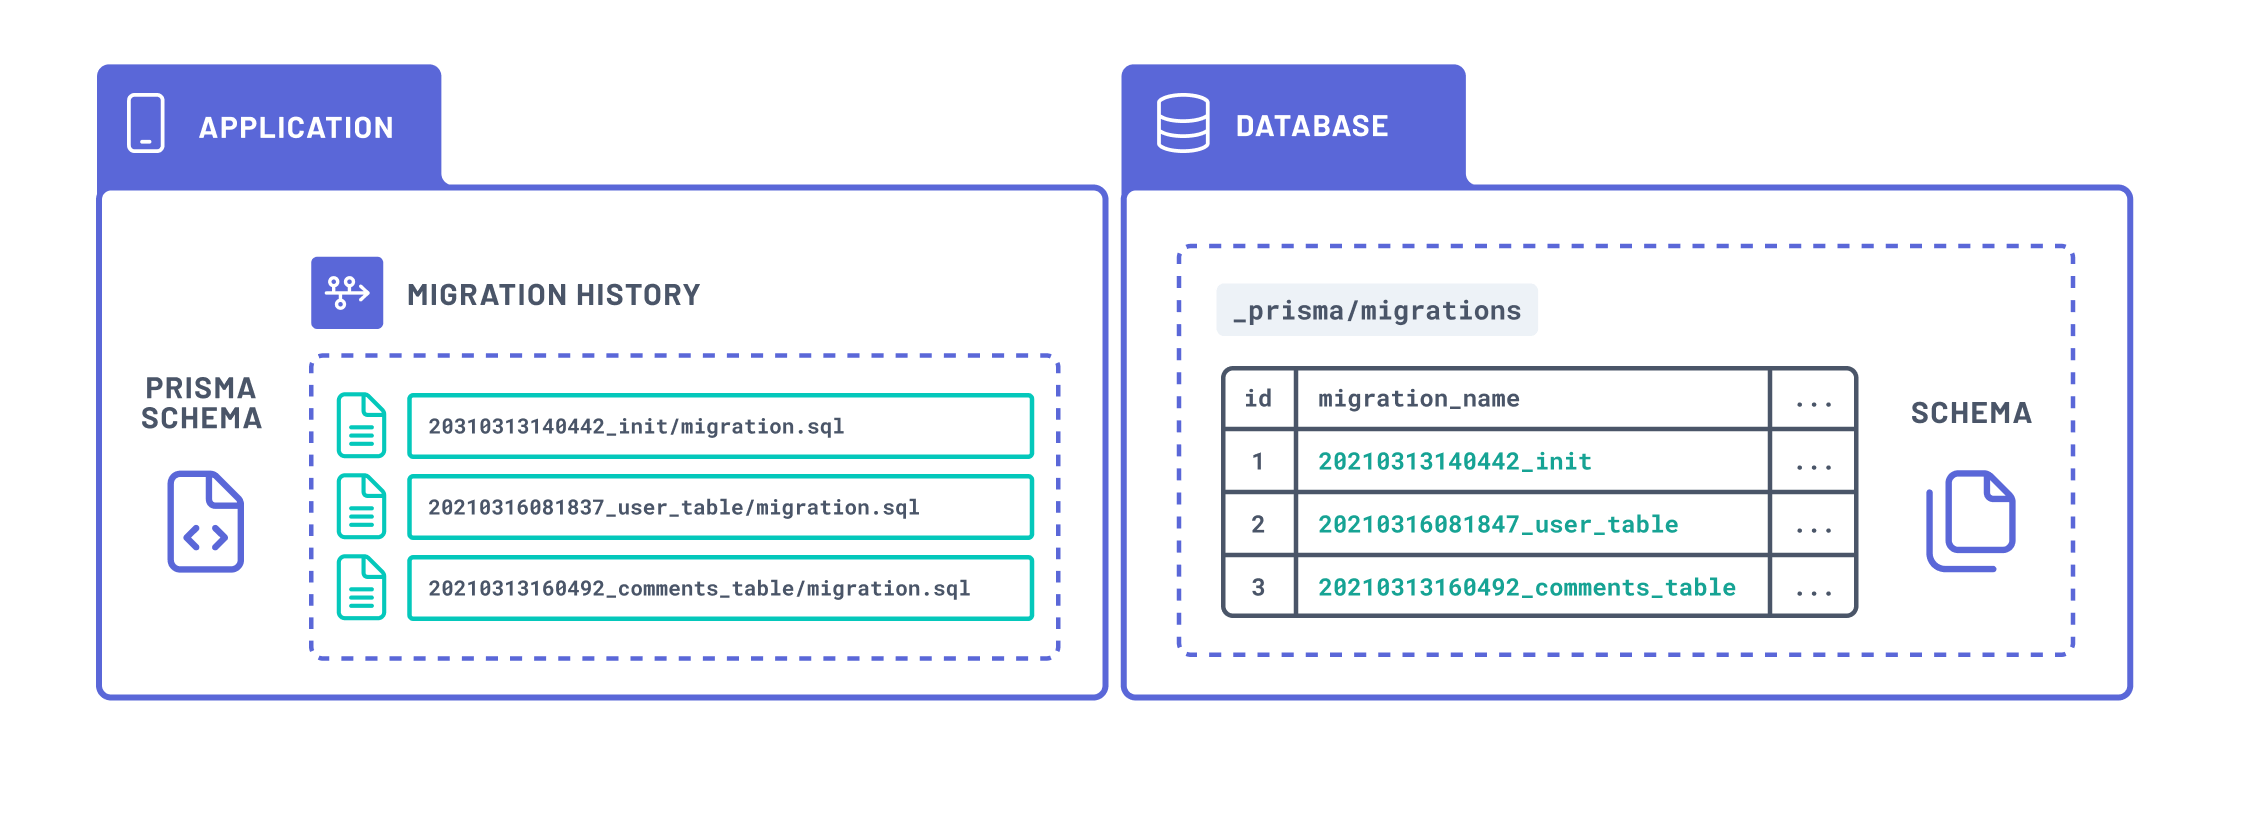 APPLICATION
MIGRATION HISTORY
PRISMA
SCHEMA
20310313140442_init/migration.sql
20210316081837_user_table/migration.sql
20210313160492_comments_table/migration.sql
DATABASE
_prisma/migrations
id migration_name ...
1 20210313140442_init ...
2 20210316081847_user_table ...
3 20210313160492_comments_table ...
SCHEMA